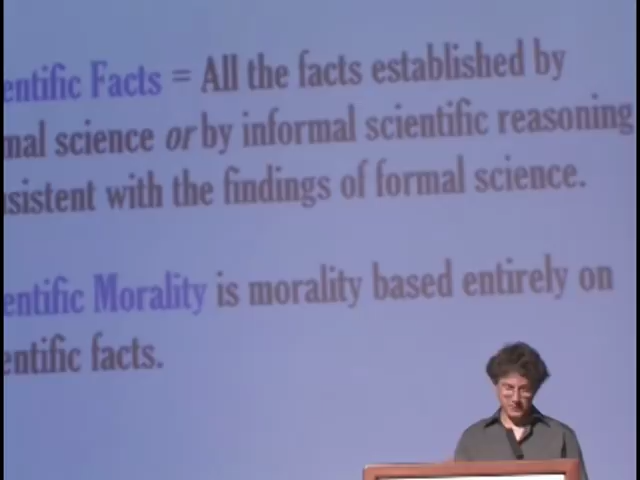 entific Facts = All the facts established by
mal science or by informal scientific reasoning
sistent with the findings of formal science.
entific Morality is morality based entirely on
entific facts.